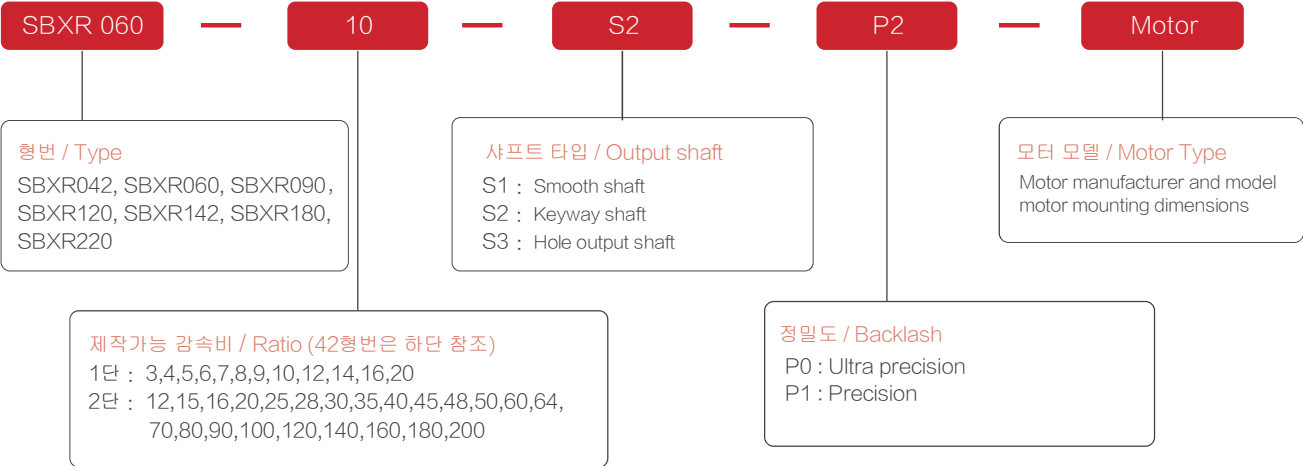 SBXR 060 — 10 — S2 — P2 — Motor
형번 / Type
SBXR042, SBXR060, SBXR090,
SBXR120, SBXR142, SBXR180,
SBXR220
샤프트 타입 / Output shaft
S1 : Smooth shaft
S2 : Keyway shaft
S3 : Hole output shaft
모터 모델 / Motor Type
Motor manufacturer and model
motor mounting dimensions
제작가능 감속비 / Ratio (42형번은 하단 참조)
1단 : 3,4,5,6,7,8,9,10,12,14,16,20
2단 : 12,15,16,20,25,28,30,35,40,45,48,50,60,64,
70,80,90,100,120,140,160,180,200
정밀도 / Backlash
P0 : Ultra precision
P1 : Precision